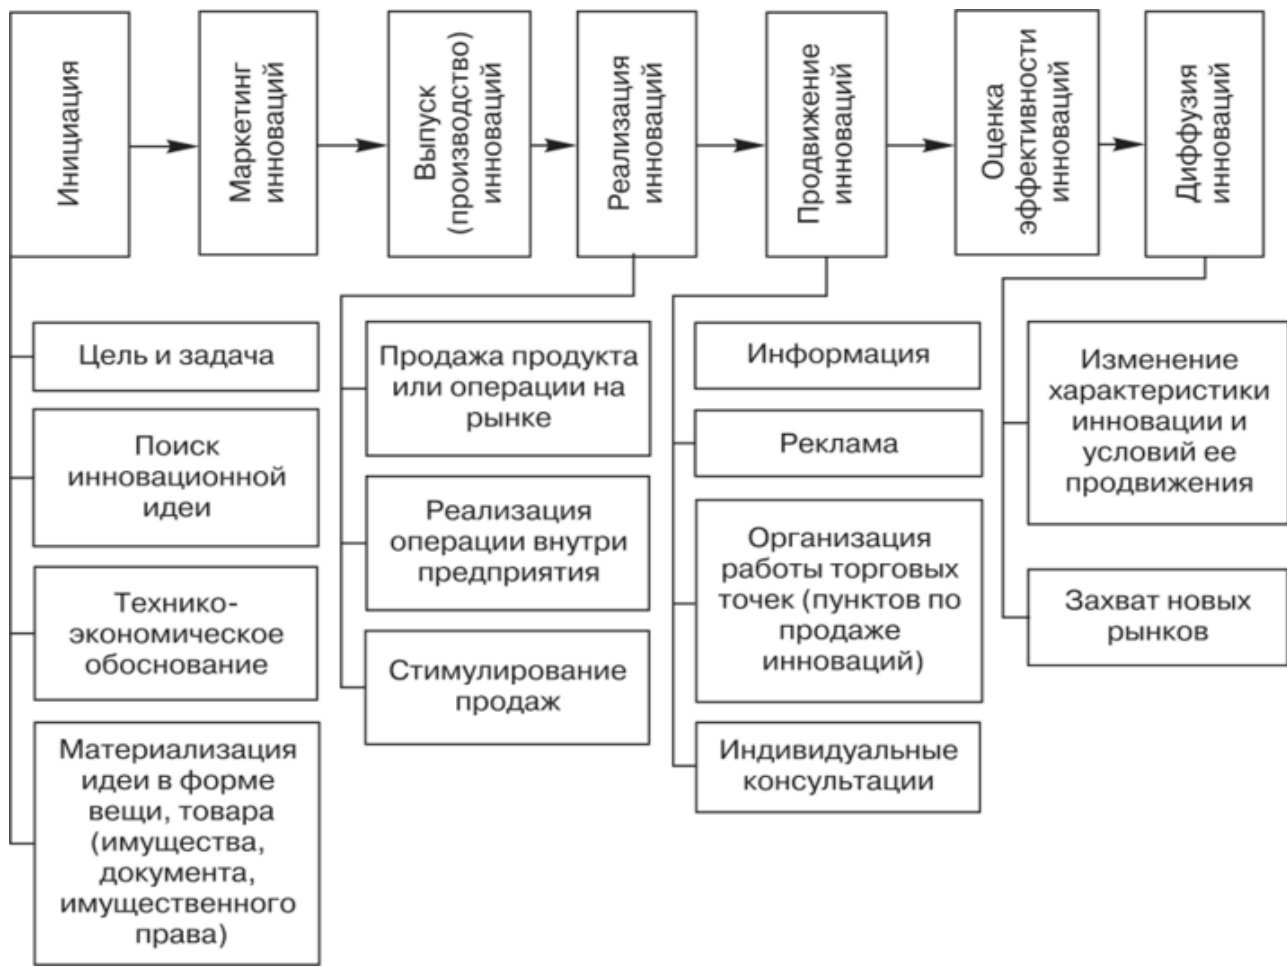 Инициация
Маркетинг
инноваций
Выпуск
(производство)
инноваций
Реализация
инноваций
Продвижение
инноваций
Оценка
эффективности
инноваций
Диффузия
инноваций
Цель и задача
Поиск
инновационной
идеи
Технико-
экономическое
обоснование
Материализация
идеи в форме
вещи, товара
(имущества,
документа,
имущественного
права)
Продажа продукта
или операции на
рынке
Реализация
операции внутри
предприятия
Стимулирование
продаж
Информация
Реклама
Организация
работы торговых
точек (пунктов по
продаже
инноваций)
Индивидуальные
консультации
Изменение
характеристики
инновации и
условий ее
продвижения
Захват новых
рынков